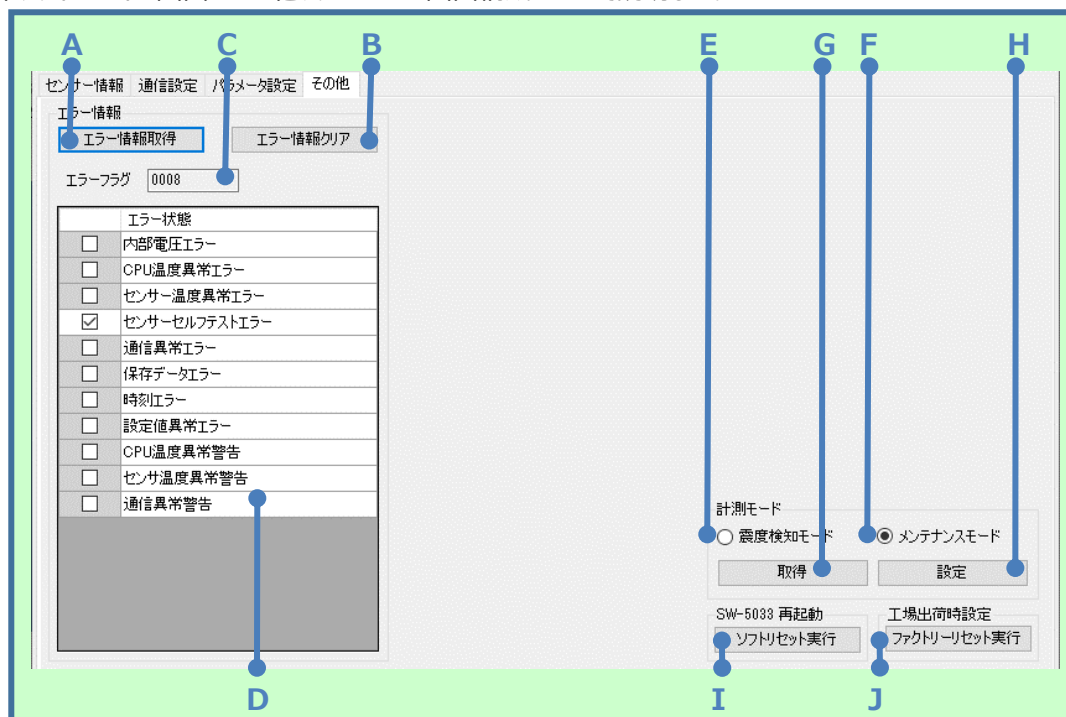 A C B E G F H
センサー情報 通信設定 パラメータ設定 その他
エラー情報
エラー情報取得 エラー情報クリア
エラーフラグ 0008
エラー状態
内部電圧エラー
CPU温度異常エラー
センサー温度異常エラー
センサーセルフテストエラー
通信異常エラー
保存データエラー
時刻エラー
設定値異常エラー
CPU温度異常警告
センサ温度異常警告
通信異常警告
計測モード
震度検知モード メンテナンスモード
取得 設定
SW-5033 再起動 工場出荷時設定
ソフトリセット実行 ファクトリーリセット実行
D I J